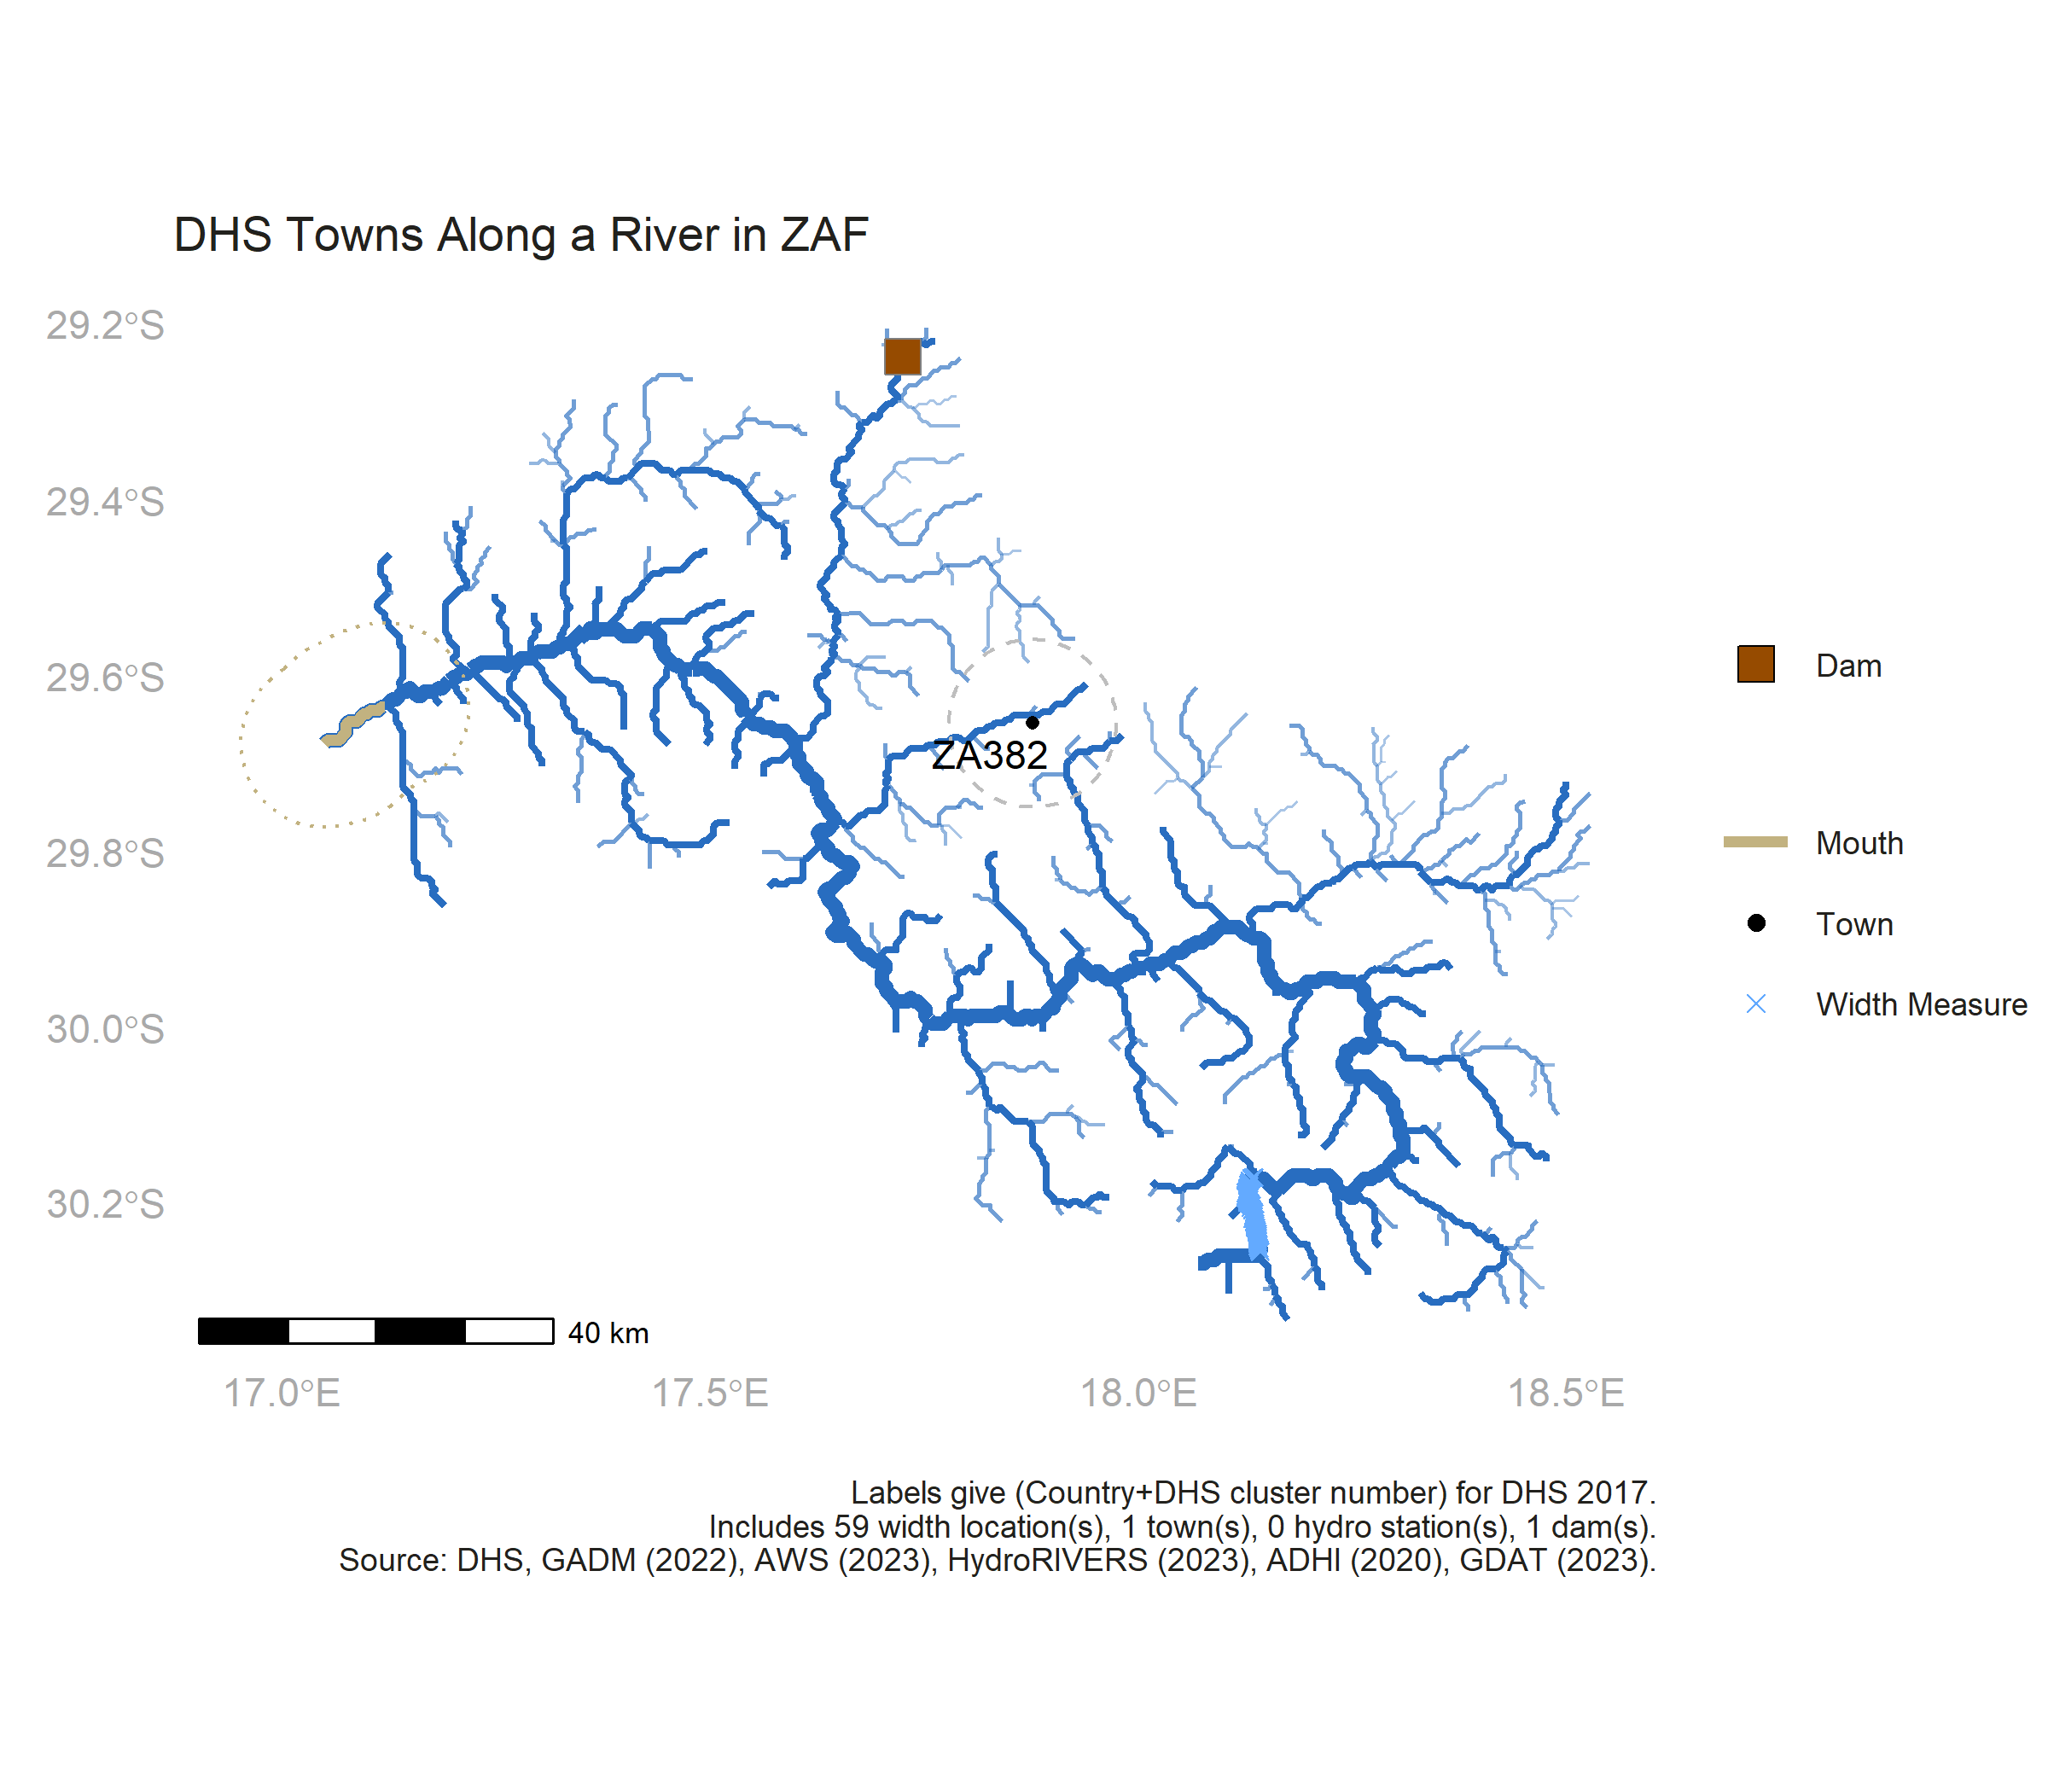 DHS Towns Along a River in ZAF
29.2°S
29.4°S
29.6°S
29.8°S
30.0°S
30.2°S
ZA382
Dam
Mouth
Town
Width Measure
40 km
17.0°E
17.5°E
18.0°E
18.5°E
Labels give (Country+DHS cluster number) for DHS 2017.
Includes 59 width location(s), 1 town(s), 0 hydro station(s), 1 dam(s).
Source: DHS, GADM (2022), AWS (2023), HydroRIVERS (2023), ADHI (2020), GDAT (2023).